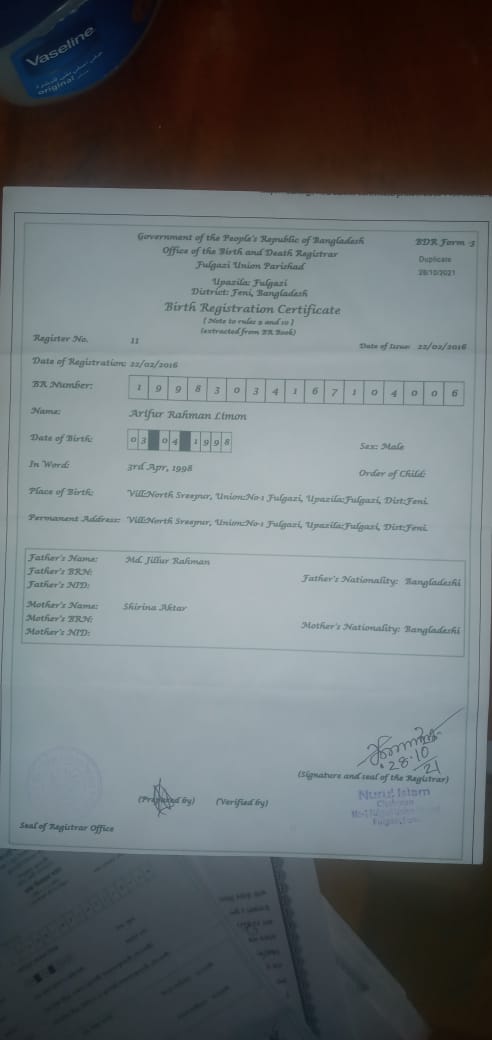 Vaseline
original
Government of the People's Republic of Bangladesh
Office of the Birth and Death Registrar
Fulgazi Union Parishad
Upazila: Fulgazi
District: Feni, Bangladesh
BDR Form -3
Duplicate
28/10/2021
Birth Registration Certificate
[ Note to rules 9 and 10 ]
(extracted from BR Book)
Register No. 11
Date of Issue: 22/02/2016
Date of Registration: 22/02/2016
BR Number: 1 9 9 8 3 0 3 4 1 6 7 1 0 4 0 0 6
Name: Arifur Rahman Limon
Date of Birth: 0 3 0 4 1 9 9 8 Sex: Male
In Word: 3rd Apr, 1998 Order of Child:
Place of Birth: Vill:North Sreepur, Union:No-1 Fulgazi, Upazila:Fulgazi, Dist:Feni.
Permanent Address: Vill:North Sreepur, Union:No-1 Fulgazi, Upazila:Fulgazi, Dist:Feni.
Father's Name: Md. Jillur Rahman
Father's BRN: Father's Nationality: Bangladeshi
Father's NID:
Mother's Name: Shirina Aktar
Mother's BRN: Mother's Nationality: Bangladeshi
Mother's NID:
28.10
21
(Signature and seal of the Registrar)
(Prepared by) (Verified by)
Nurul Islam
Chairman
Seal of Registrar Office